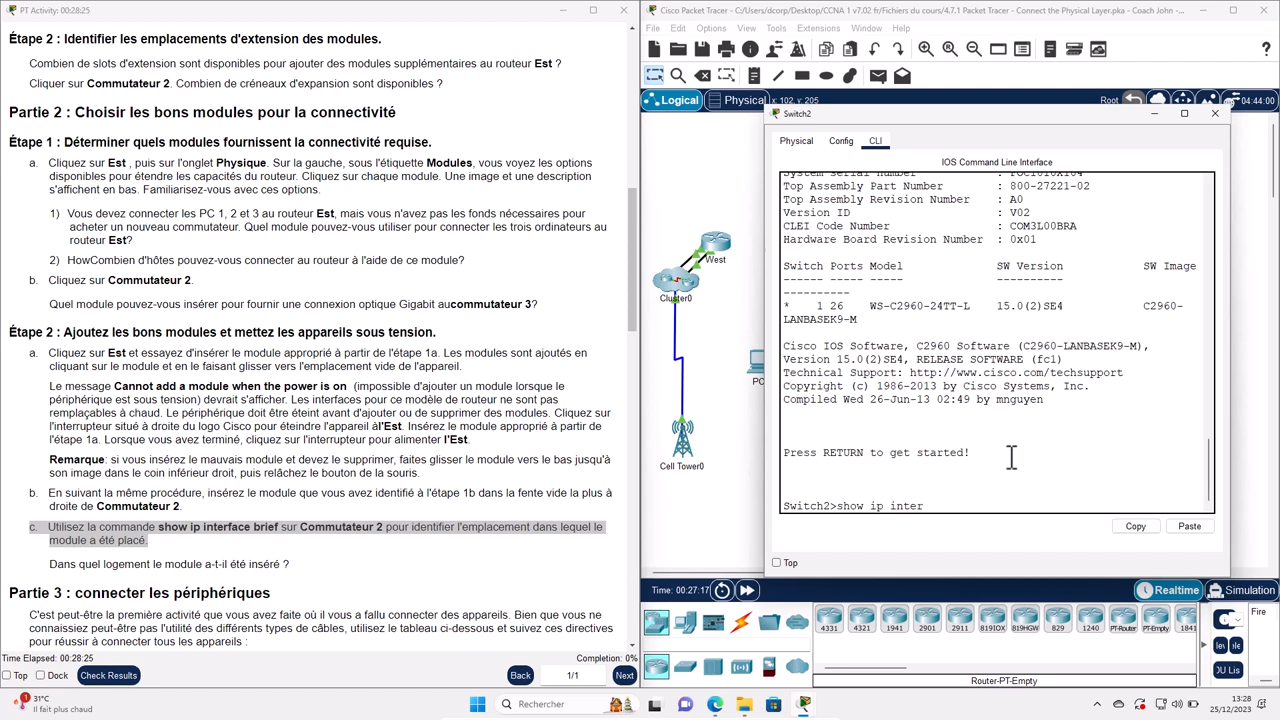 PT Activity: 00:28:25
Cisco Packet Tracer - C:/Users/dcorp/Desktop/CCNA 1 v7.02 fr/Fichiers du cours/4.7.1 Packet Tracer - Connect the Physical Layer.pka - Coach John -
File Edit Options View Tools Extensions Window Help
Logical Physical x: 102, y: 205 Root 04:44:00
: Identifier les emplacements d'extension des modules.
de slots d'extension sont disponibles pour ajouter des modules supplémentaires au routeur Est ?
sur Commutateur 2. Combien de créneaux d'expansion sont disponibles ?
Partie 2 : Choisir les bons modules pour la connectivité
Étape 1 : Déterminer quels modules fournissent la connectivité requise.
a. Cliquez sur Est , puis sur l'onglet Physique. Sur la gauche, sous l'étiquette Modules, vous voyez les options
disponibles pour étendre les capacités du routeur. Cliquez sur chaque module. Une image et une description
s'affichent en bas. Familiarisez-vous avec ces options.
1) Vous devez connecter les PC 1, 2 et 3 au routeur Est, mais vous n'avez pas les fonds nécessaires pour
acheter un nouveau commutateur. Quel module pouvez-vous utiliser pour connecter les trois ordinateurs au
routeur Est?
2) HowCombien d'hôtes pouvez-vous connecter au routeur à l'aide de ce module?
b. Cliquez sur Commutateur 2.
Quel module pouvez-vous insérer pour fournir une connexion optique Gigabit aucommutateur 3?
Étape 2 : Ajoutez les bons modules et mettez les appareils sous tension.
a. Cliquez sur Est et essayez d'insérer le module approprié à partir de l'étape 1a. Les modules sont ajoutés en
cliquant sur le module et en le faisant glisser vers l'emplacement vide de l'appareil.
Le message Cannot add a module when the power is on (impossible d'ajouter un module lorsque le
périphérique est sous tension) devrait s'afficher. Les interfaces pour ce modèle de routeur ne sont pas
remplaçables à chaud. Le périphérique doit être éteint avant d'ajouter ou de supprimer des modules. Cliquez sur
l'interrupteur situé à droite du logo Cisco pour éteindre l'appareil àl'Est. Insérez le module approprié à partir de
l'étape 1a. Lorsque vous avez terminé, cliquez sur l'interrupteur pour alimenter l'Est.
Remarque: si vous insérez le mauvais module et devez le supprimer, faites glisser le module vers le bas jusqu'à
son image dans le coin inférieur droit, puis relâchez le bouton de la souris.
b. En suivant la même procédure, insérez le module que vous avez identifié à l'étape 1b dans la fente vide la plus à
droite de Commutateur 2.
c. Utilisez la commande show ip interface brief sur Commutateur 2 pour identifier l'emplacement dans lequel le
module a été placé.
Dans quel logement le module a-t-il été inséré ?
Partie 3 : connecter les périphériques
C'est peut-être la première activité que vous avez faite où il vous a fallu connecter des appareils. Bien que vous ne
connaissiez peut-être pas l'utilité des différents types de câbles, utilisez le tableau ci-dessous et suivez ces directives
pour réussir à connecter tous les appareils :
Time Elapsed: 00:28:25 Completion: 0%
Top Dock Check Results Back 1/1 Next
West
Cluster0
PC
Cell Tower0
Switch2
Physical Config CLI
IOS Command Line Interface
Top Assembly Part Number : 800-27221-02
Top Assembly Revision Number : A0
Version ID : V02
CLEI Code Number : COM3L00BRA
Hardware Board Revision Number : 0x01
Switch Ports Model SW Version SW Image
------ ----- ----- ----------
----------
* 1 26 WS-C2960-24TT-L 15.0(2)SE4 C2960-
LANBASEK9-M
Cisco IOS Software, C2960 Software (C2960-LANBASEK9-M),
Version 15.0(2)SE4, RELEASE SOFTWARE (fc1)
Technical Support: http://www.cisco.com/techsupport
Copyright (c) 1986-2013 by Cisco Systems, Inc.
Compiled Wed 26-Jun-13 02:49 by mnguyen
Press RETURN to get started!
Switch2>show ip inter
Copy Paste
Top
Time: 00:27:17 Realtime Simulation
4331 4321 1941 2901 2911 819IOX 819HGW 829 1240 PT-Router PT-Empty 1841
Fire
Router-PT-Empty
1 31°C
Il fait plus chaud
Rechercher
13:28
25/12/2023